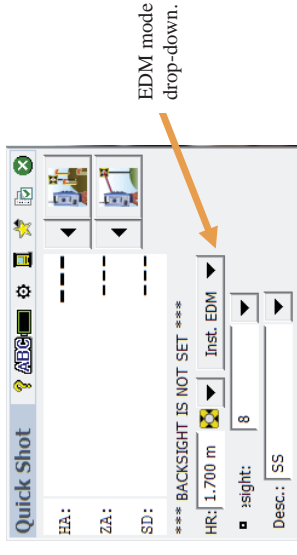 Quick Shot
? ABC
HA: ---
ZA: ---
SD: ---
*** BACKSIGHT IS NOT SET ***
HR: 1.700 m Inst. EDM
sight: 8
Desc.: SS
EDM mode
drop-down.